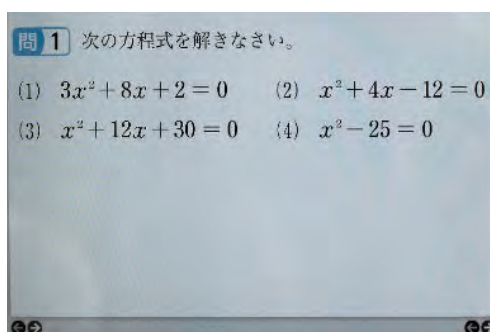 問1 次の方程式を解きなさい。
(1) 3x²+8x+2=0 (2) x²+4x−12=0
(3) x²+12x+30=0 (4) x²−25=0